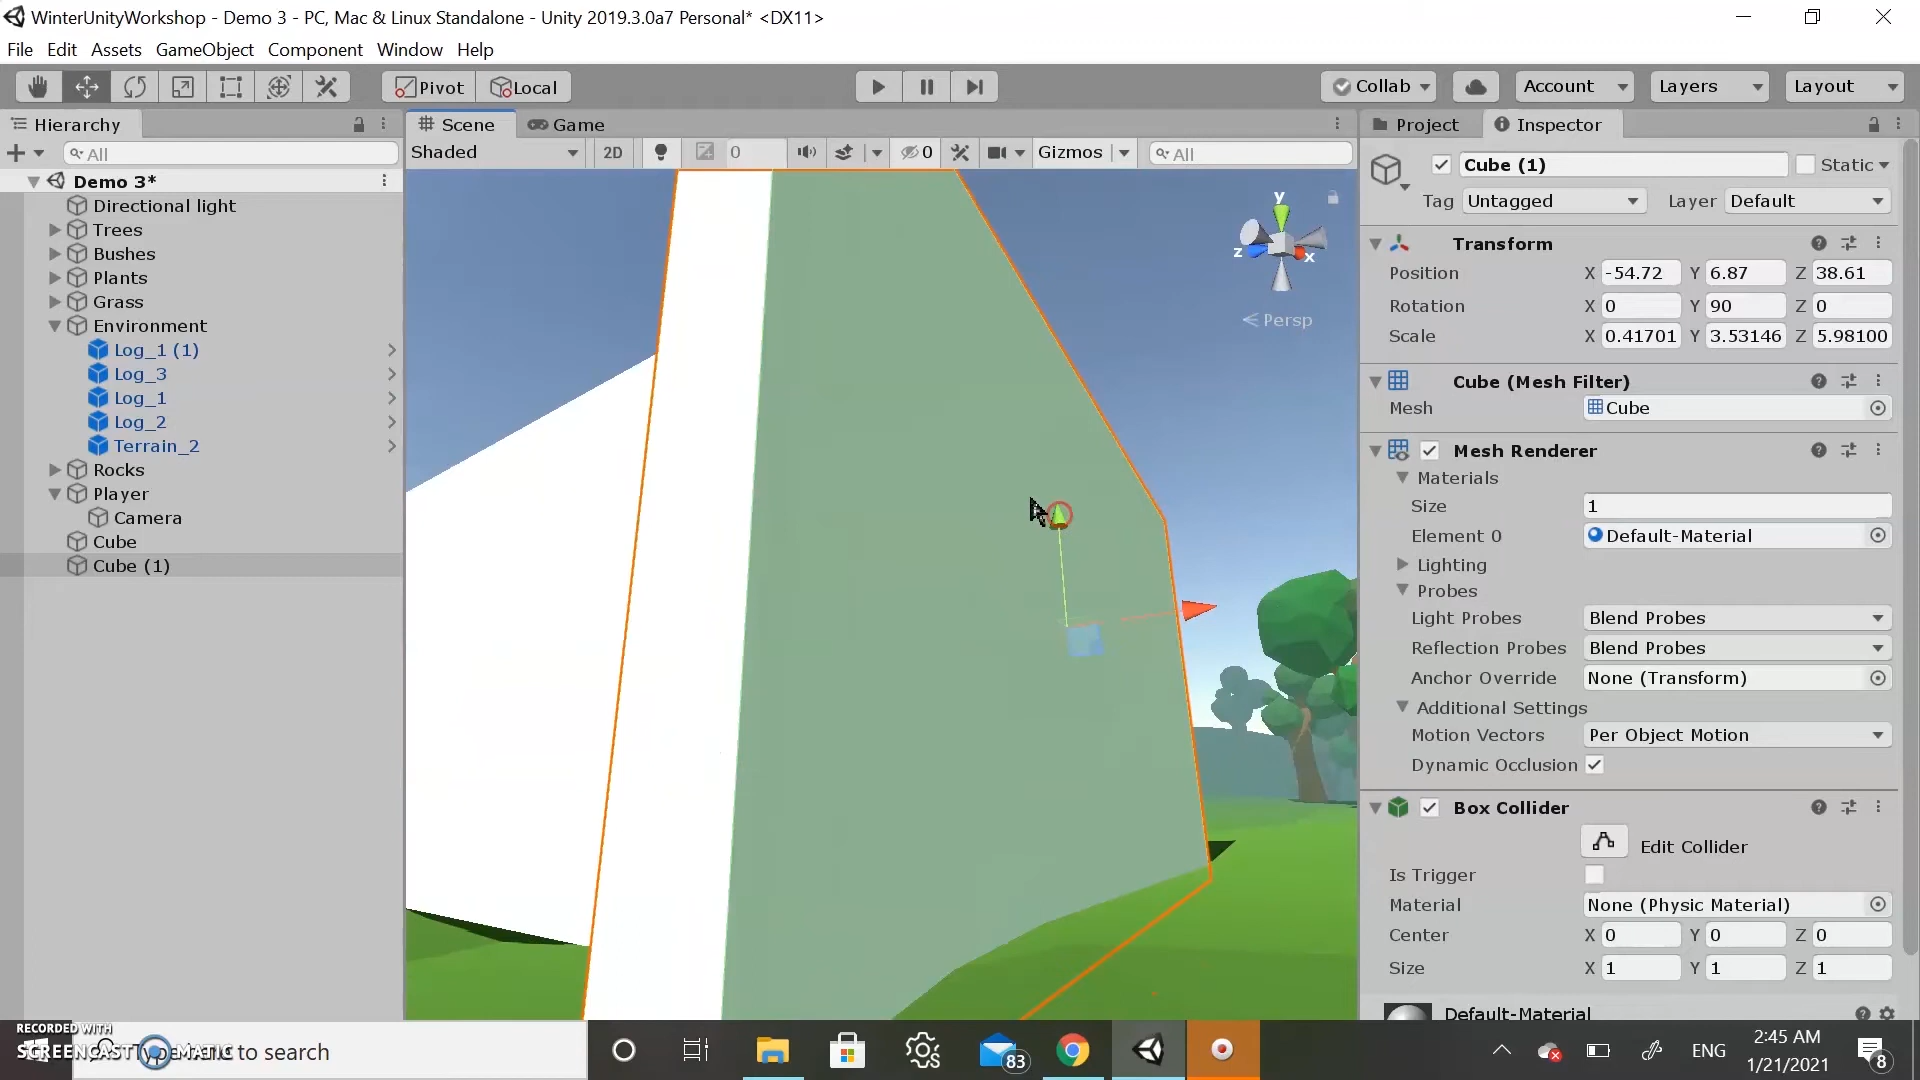 WinterUnityWorkshop - Demo 3 - PC, Mac & Linux Standalone - Unity 2019.3.0a7 Personal* <DX11>
File Edit Assets GameObject Component Window Help
Pivot Local Collab Account Layers Layout
Hierarchy
All
Demo 3*
Directional light
Trees
Bushes
Plants
Grass
Environment
Log_1 (1)
Log_3
Log_1
Log_2
Terrain_2
Rocks
Player
Camera
Cube
Cube (1)
Scene Game
Shaded 2D 0 0 Gizmos All
y
z x
Persp
Project Inspector
Cube (1) Static
Tag Untagged Layer Default
Transform
Position X -54.72 Y 6.87 Z 38.61
Rotation X 0 Y 90 Z 0
Scale X 0.41701 Y 3.53146 Z 5.98100
Cube (Mesh Filter)
Mesh Cube
Mesh Renderer
Materials
Size 1
Element 0 Default-Material
Lighting
Probes
Light Probes Blend Probes
Reflection Probes Blend Probes
Anchor Override None (Transform)
Additional Settings
Motion Vectors Per Object Motion
Dynamic Occlusion
Box Collider
Edit Collider
Is Trigger
Material None (Physic Material)
Center X 0 Y 0 Z 0
Size X 1 Y 1 Z 1
Default-Material
RECORDED WITH
SCREENCAST MATIC
Type here to search
83
ENG
2:45 AM
1/21/2021
8